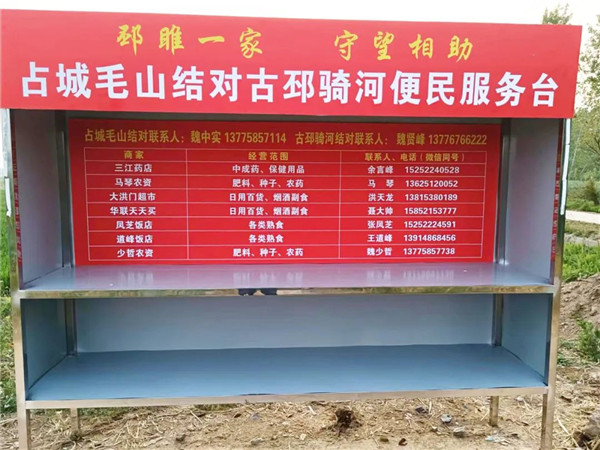 邳睢一家 守望相助
占城毛山结对古邳骑河便民服务台
占城毛山结对联系人：魏中实 13775857114 古邳骑河结对联系人：魏贤峰 13776766222
商家 经营范围 联系人、电话（微信同号）
三江药店 中成药、保健用品 余言峰 15252240528
马琴农资 肥料、种子、农药 马琴 13625120052
大洪门超市 日用百货、烟酒副食 洪天龙 13815380189
华联天天买 日用百货、烟酒副食 聂大帅 15852153777
凤芝饭店 各类熟食 张凤芝 15252224591
道峰饭店 各类熟食 王道峰 13914868456
少哲农资 肥料、种子、农药 魏少哲 13775857738